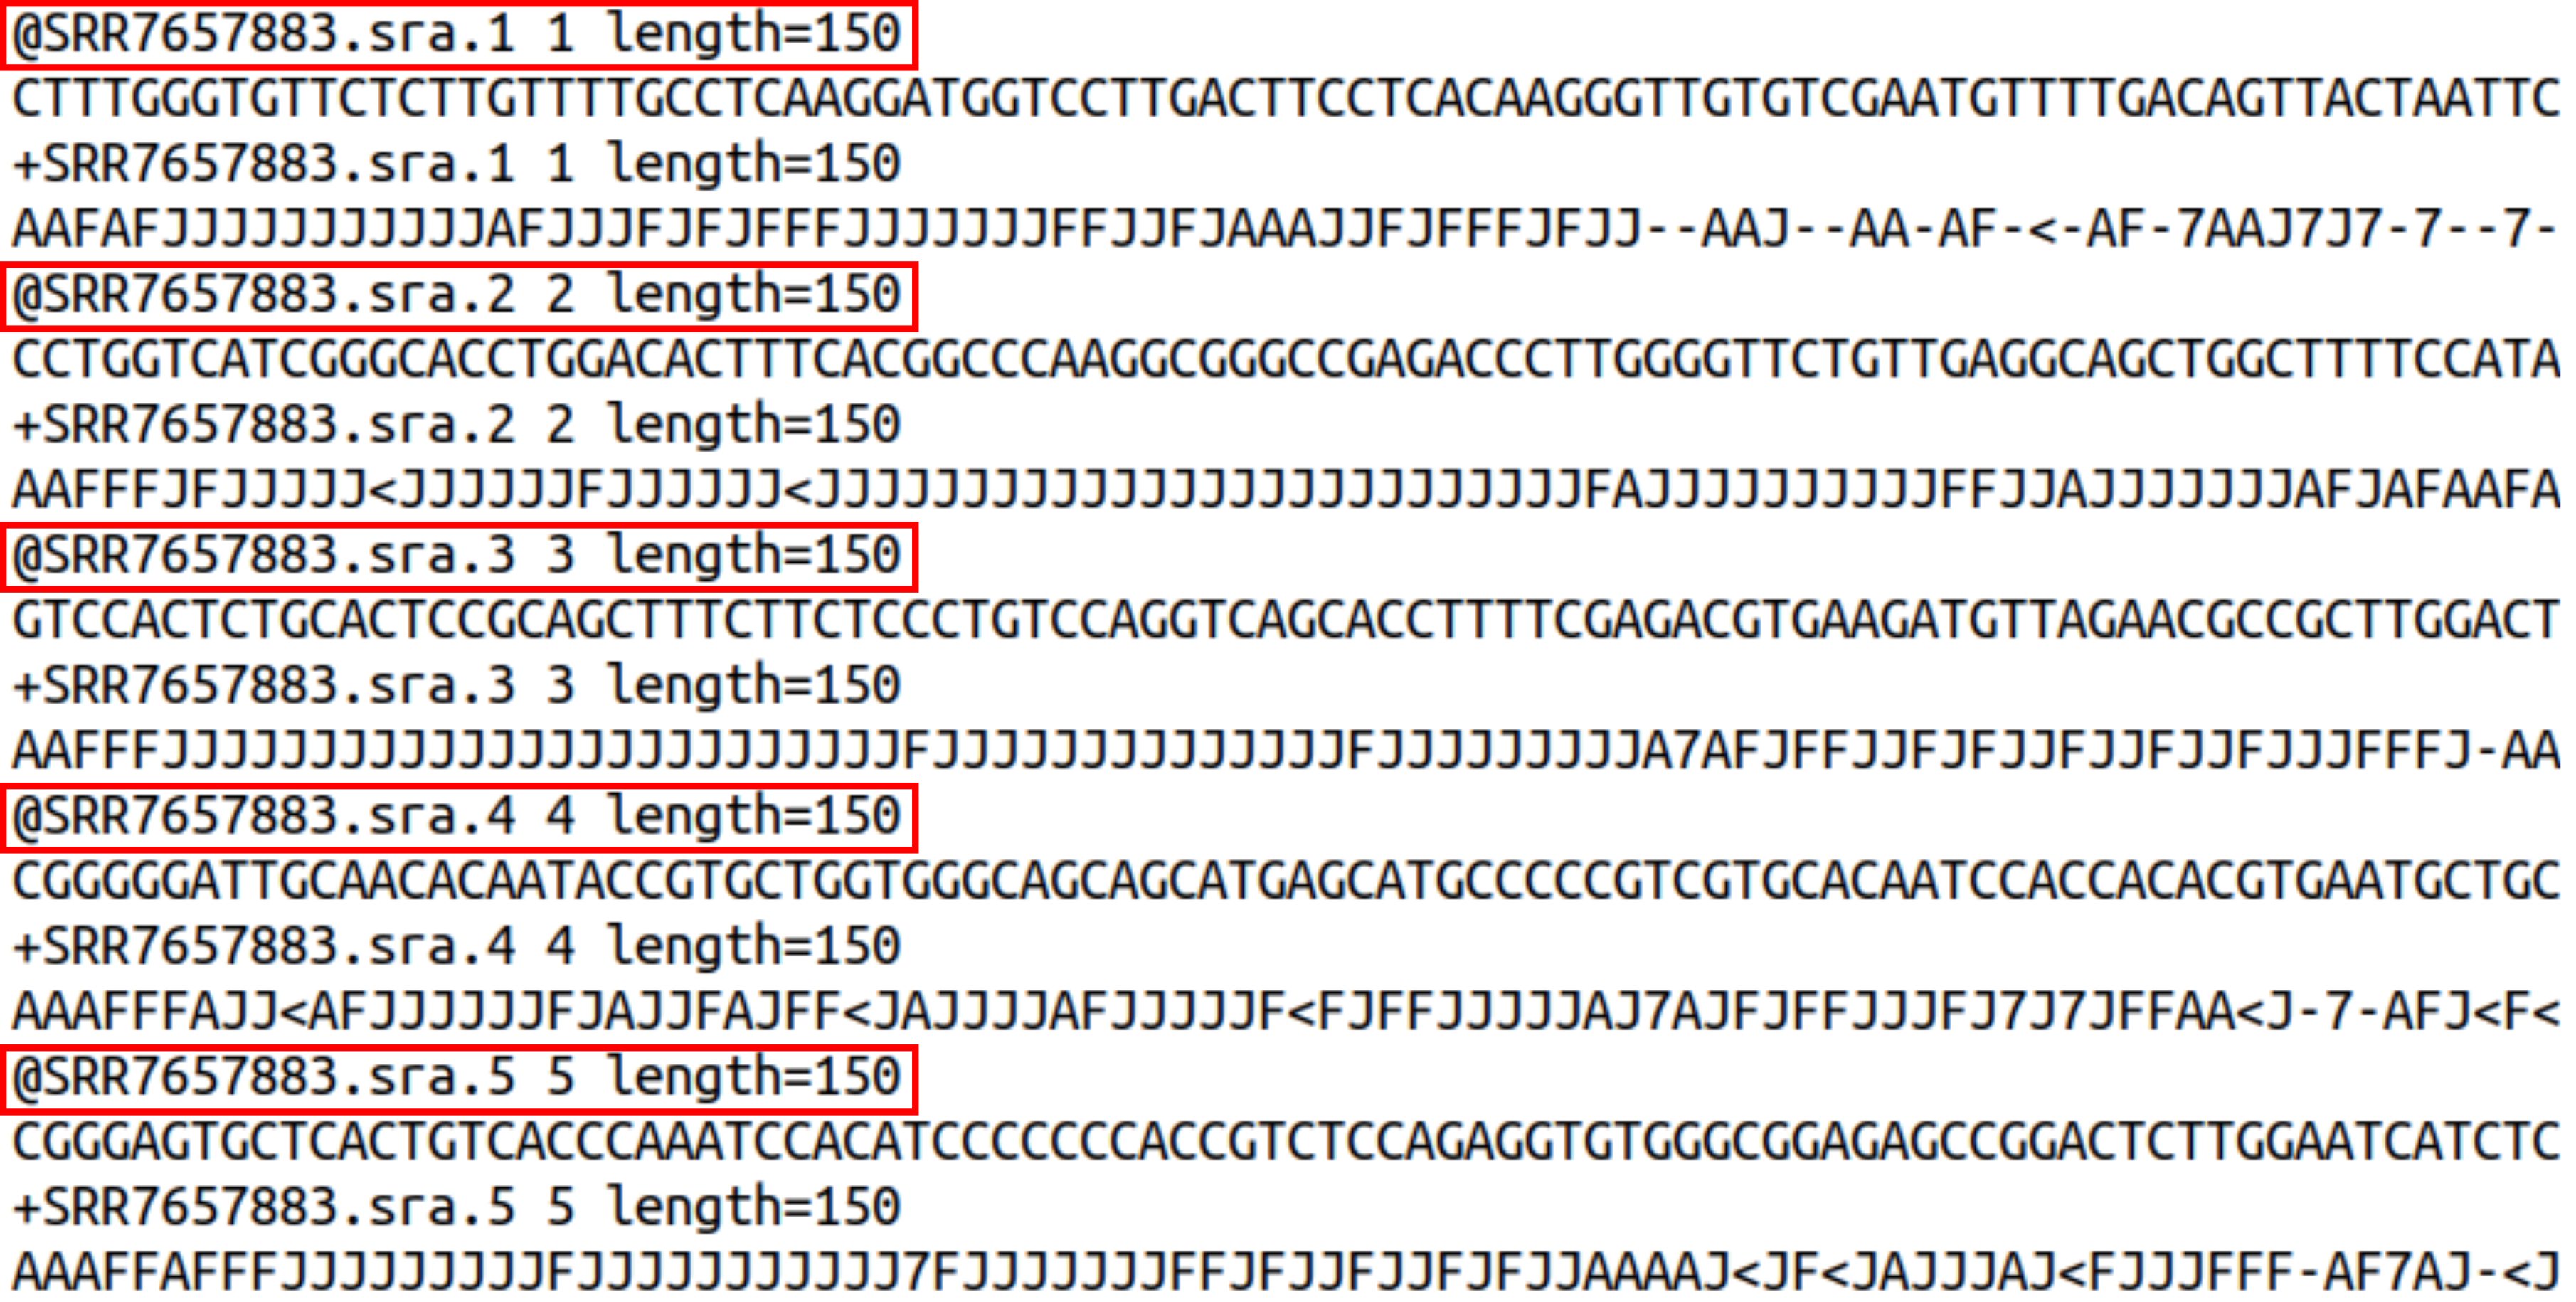 @SRR7657883.sra.1 1 length=150
CTTTGGGTGTTCTCTTGTTTTGCCTCAAGGATGGTCCTTGACTTCCTCACAAGGGTTGTGTCGAATGTTTTGACAGTTACTAATTC
+SRR7657883.sra.1 1 length=150
AAFAFJJJJJJJJJJJAFJJJFJFJFFFJJJJJJJFFJJFJAAAJJFJFFFJFJJ--AAJ--AA-AF-<-AF-7AAJ7J7-7--7-
@SRR7657883.sra.2 2 length=150
CCTGGTCATCGGGCACCTGGACACTTTCACGGCCCAAGGCGGGCCGAGACCCTTGGGGTTCTGTTGAGGCAGCTGGCTTTTCCATA
+SRR7657883.sra.2 2 length=150
AAFFFJFJJJJJ<JJJJJJFJJJJJJ<JJJJJJJJJJJJJJJJJJJJJJJJJJFAJJJJJJJJJJFFJJAJJJJJJJAFJAFAAFA
@SRR7657883.sra.3 3 length=150
GTCCACTCTGCACTCCGCAGCTTTCTTCTCCCTGTCCAGGTCAGCACCTTTTCGAGACGTGAAGATGTTAGAACGCCGCTTGGACT
+SRR7657883.sra.3 3 length=150
AAFFFJJJJJJJJJJJJJJJJJJJJJJJJJFJJJJJJJJJJJJJJFJJJJJJJJJA7AFJFFJJFJFJJFJJFJJFJJJFFFJ-AA
@SRR7657883.sra.4 4 length=150
CGGGGGATTGCAACACAATACCGTGCTGGTGGGCAGCAGCATGAGCATGCCCCCGTCGTGCACAATCCACCACACGTGAATGCTGC
+SRR7657883.sra.4 4 length=150
AAAFFFAJJ<AFJJJJJJFJAJJFAJFF<JAJJJJAFJJJJJF<FJFFJJJJJAJ7AJFJFFJJJFJ7J7JFFAA<J-7-AFJ<F<
@SRR7657883.sra.5 5 length=150
CGGGAGTGCTCACTGTCACCCAAATCCACATCCCCCCCACCGTCTCCAGAGGTGTGGGCGGAGAGCCGGACTCTTGGAATCATCTC
+SRR7657883.sra.5 5 length=150
AAAFFAFFFJJJJJJJJJFJJJJJJJJJJJ7FJJJJJJJFFJFJJFJJFJFJJAAAAJ<JF<JAJJJAJ<FJJJFFF-AF7AJ-<J